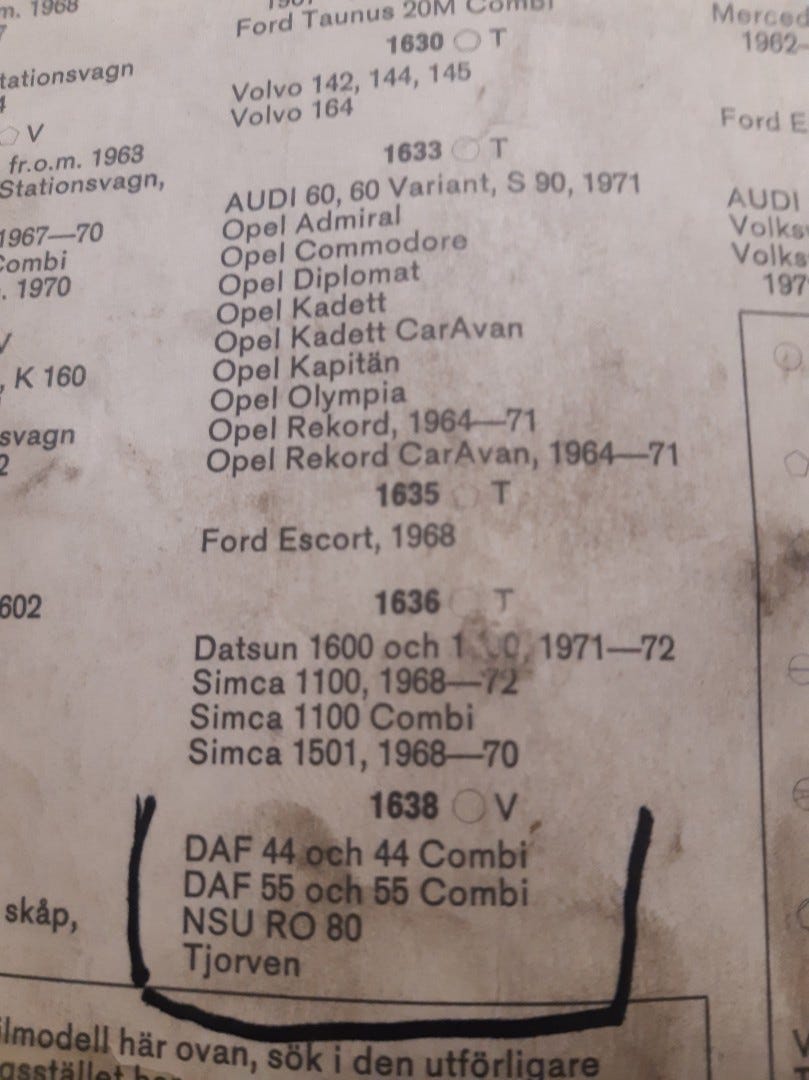 m. 1968
tationsvagn
V
fr.o.m. 1963
Stationsvagn,
1967—70
Combi
. 1970
, K 160
svagn
2
602
skåp,
Ford Taunus 20M Combi
1630 T
Volvo 142, 144, 145
Volvo 164
1633 T
AUDI 60, 60 Variant, S 90, 1971
Opel Admiral
Opel Commodore
Opel Diplomat
Opel Kadett
Opel Kadett CarAvan
Opel Kapitän
Opel Olympia
Opel Rekord, 1964—71
Opel Rekord CarAvan, 1964—71
1635 T
Ford Escort, 1968
1636 T
Datsun 1600 och 1971—72
Simca 1100, 1968—72
Simca 1100 Combi
Simca 1501, 1968—70
1638 V
DAF 44 och 44 Combi
DAF 55 och 55 Combi
NSU RO 80
Tjorven
Merced
1962—
Ford E
AUDI
Volks
Volks
197
ilmodell här ovan, sök i den utförligare